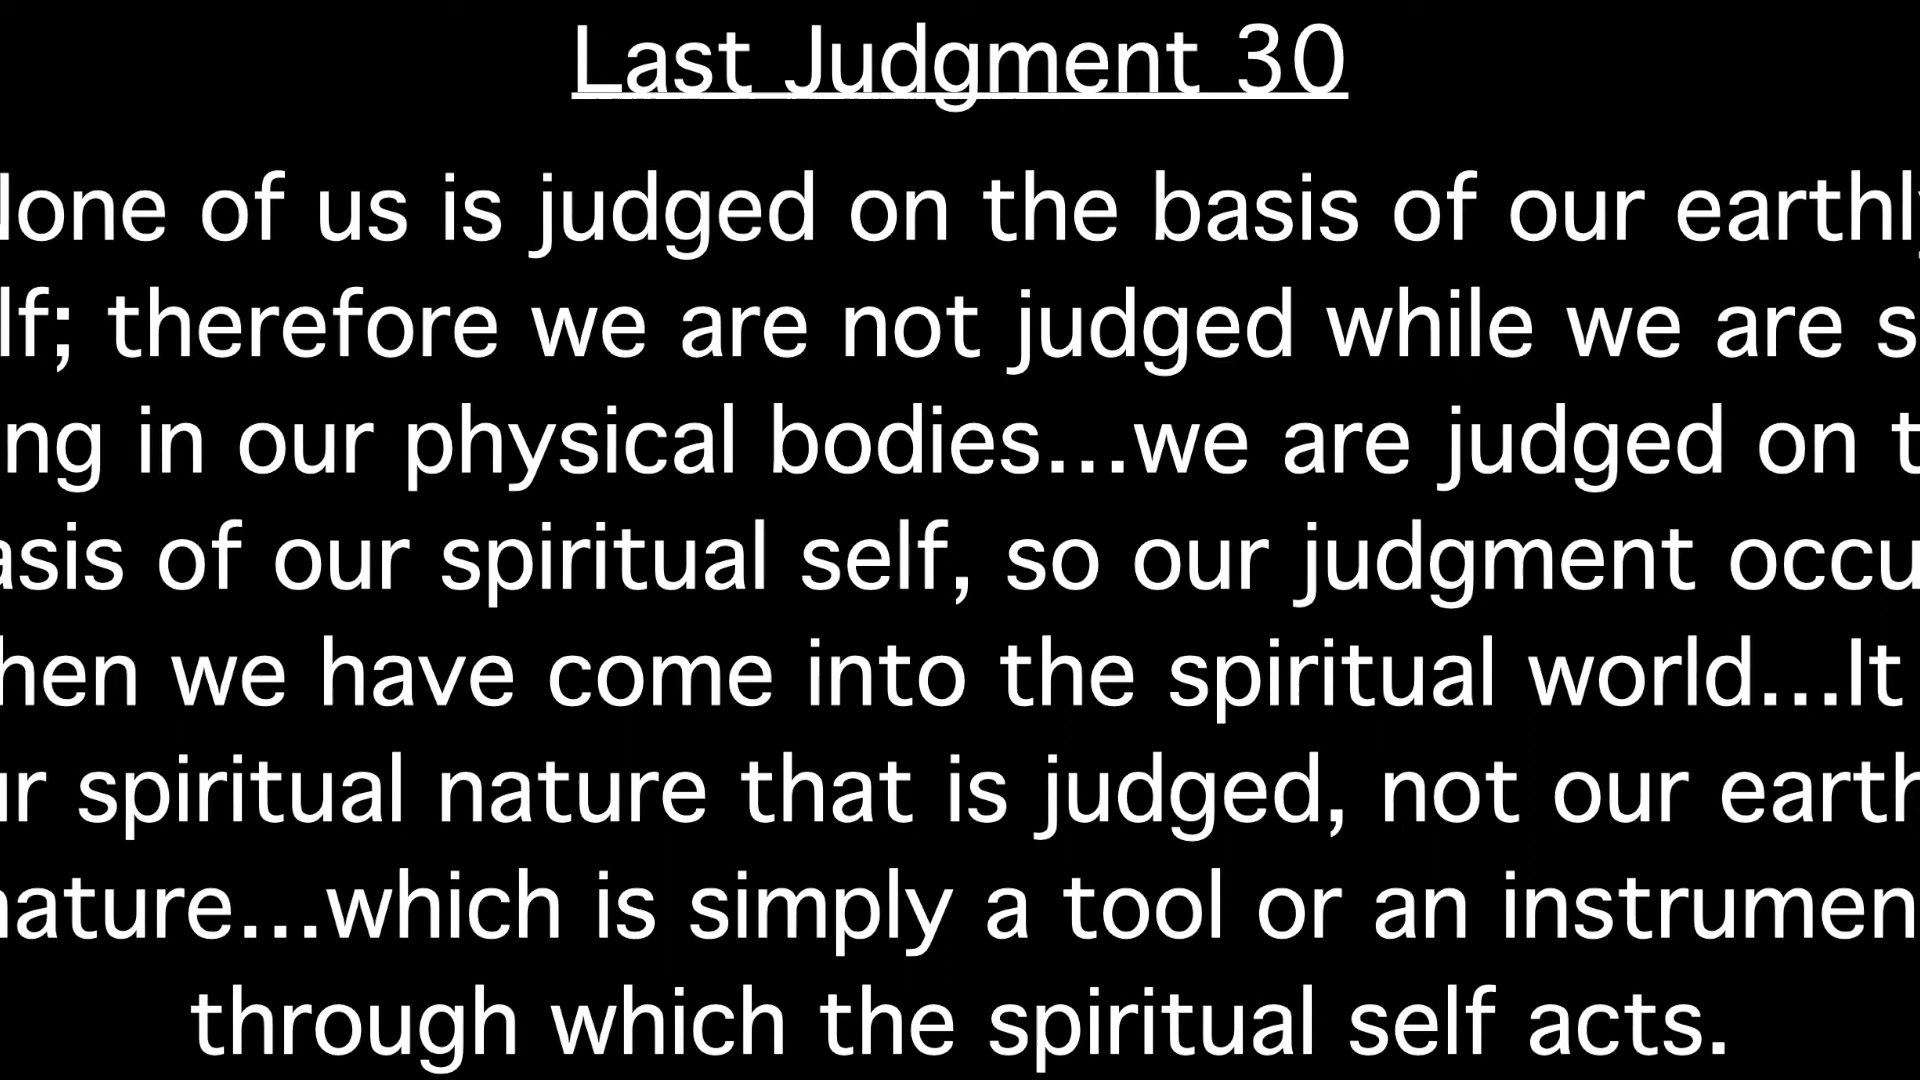 Last Judgment 30
lone of us is judged on the basis of our earthly
lf; therefore we are not judged while we are s
ng in our physical bodies...we are judged on t
asis of our spiritual self, so our judgment occu
hen we have come into the spiritual world...It
ur spiritual nature that is judged, not our earth
nature...which is simply a tool or an instrumen
through which the spiritual self acts.